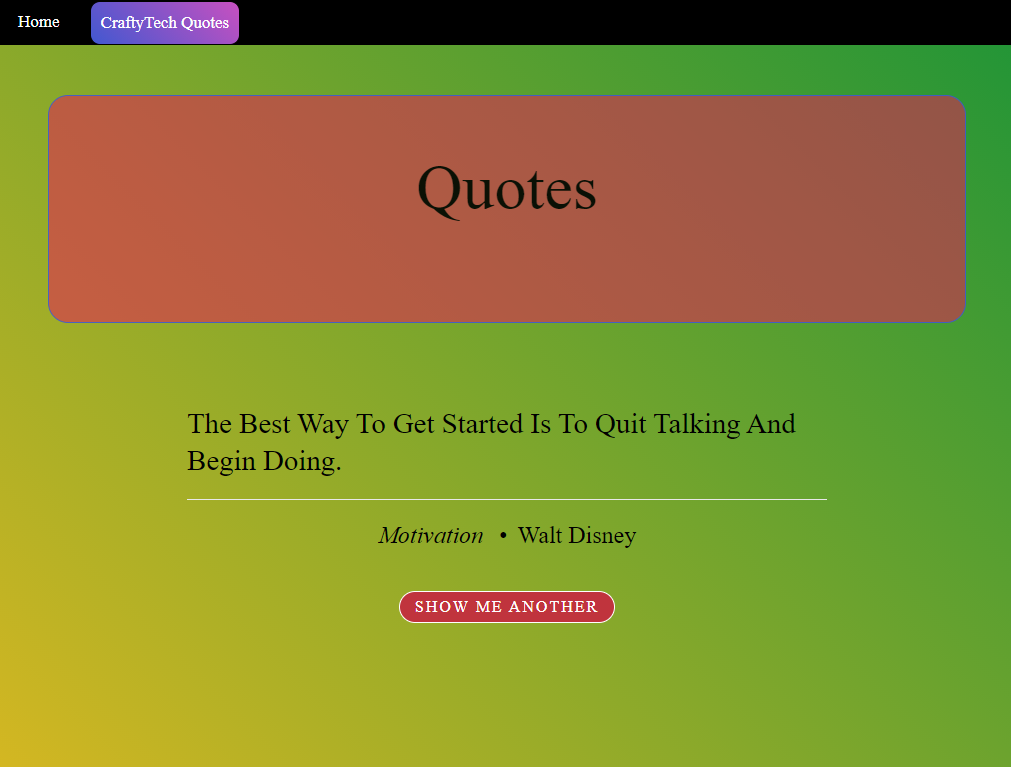 Home CraftyTech Quotes
Quotes
The Best Way To Get Started Is To Quit Talking And
Begin Doing.
Motivation • Walt Disney
SHOW ME ANOTHER